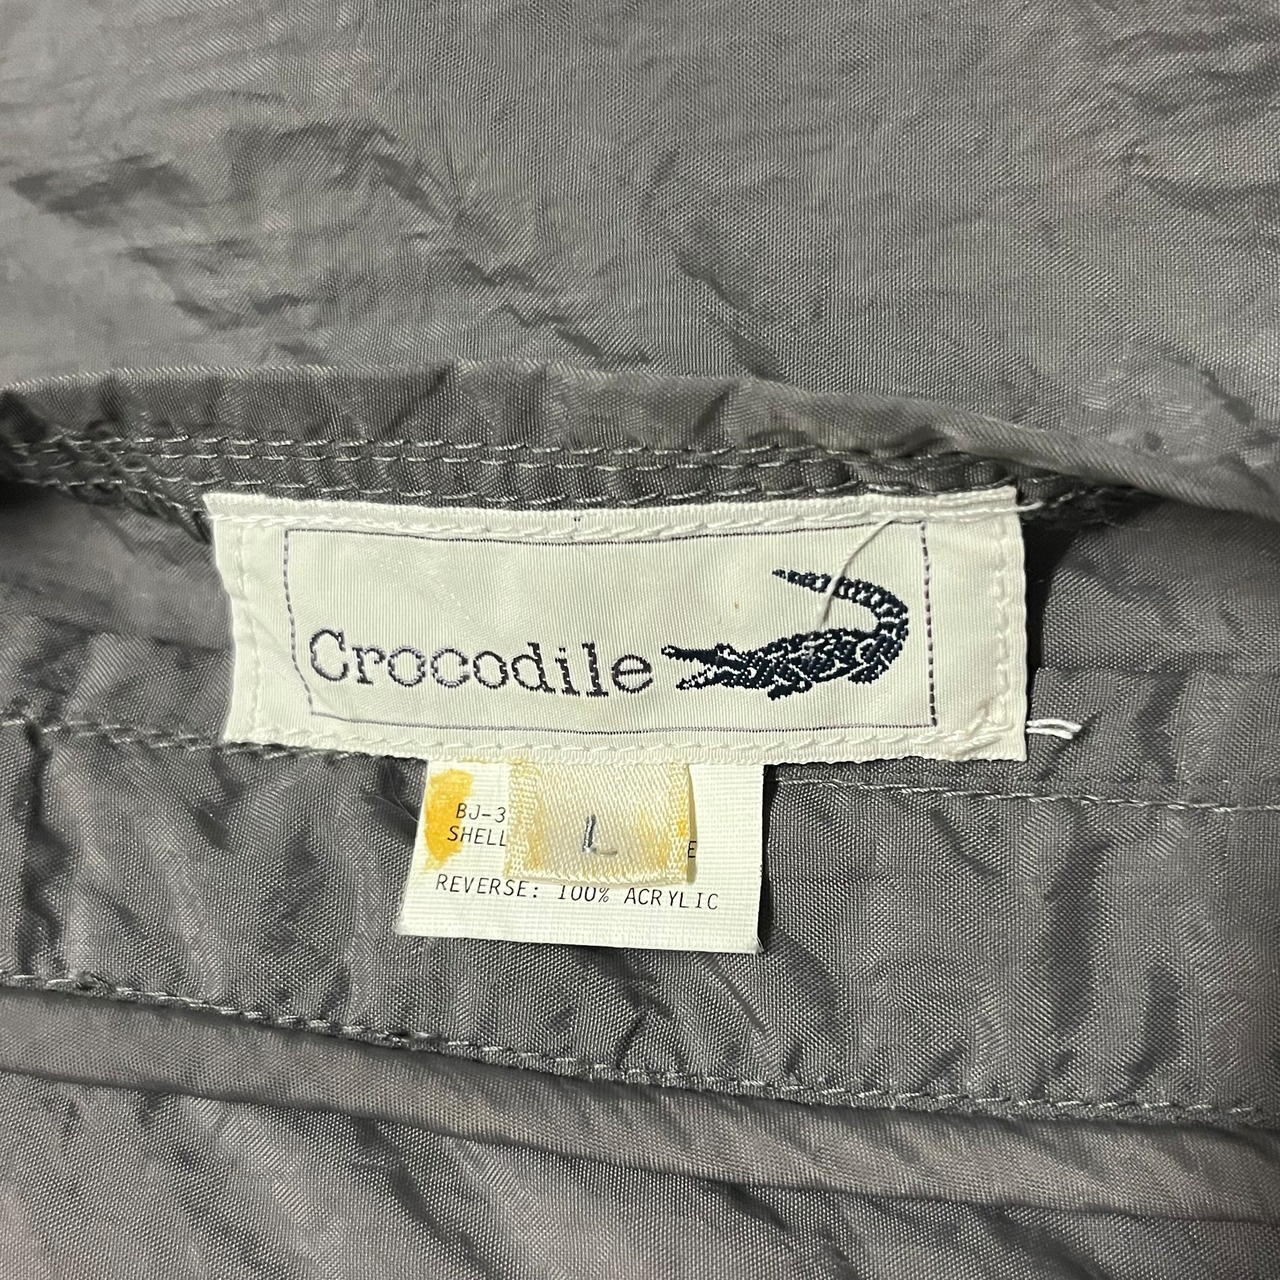 Crocodile
BJ-3
SHELL
L
REVERSE: 100% ACRYLIC